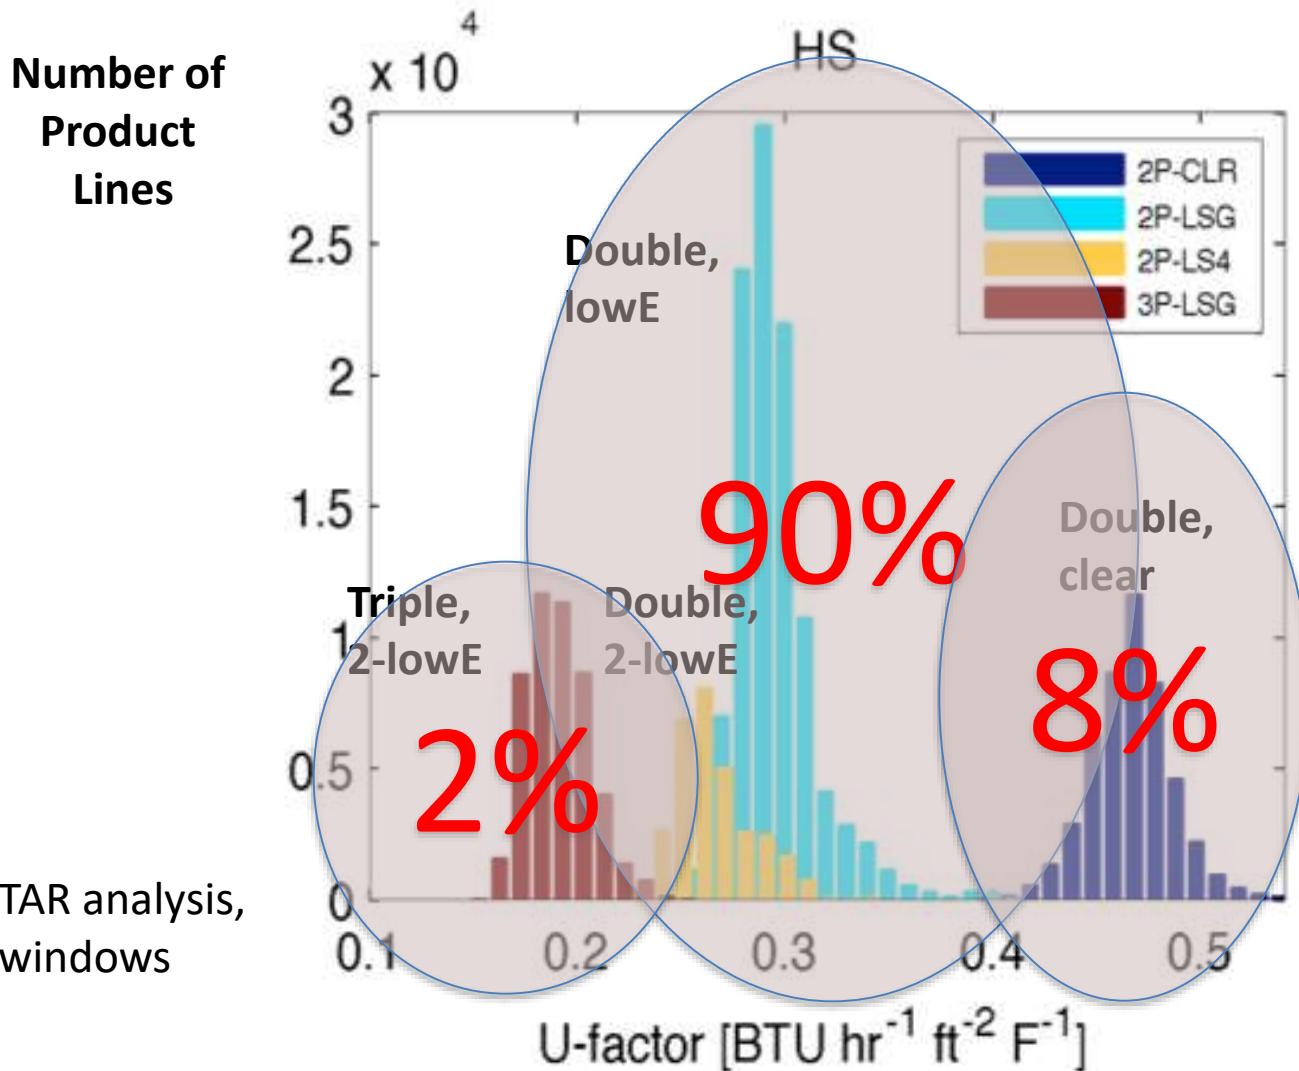 Number of
Product
Lines
4
x 10
HS
3
2.5
2
1.5
1
0.5
0
2P-CLR
2P-LSG
2P-LS4
3P-LSG
Double,
lowE
90%
Double,
clear
8%
Triple,
2-lowE
Double,
2-lowE
2%
TAR analysis,
windows
0.1 0.2 0.3 0.4 0.5
U-factor [BTU hr⁻¹ ft⁻² F⁻¹]